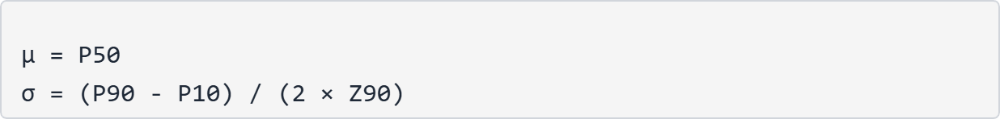 μ = P50
σ = (P90 - P10) / (2 × Z90)